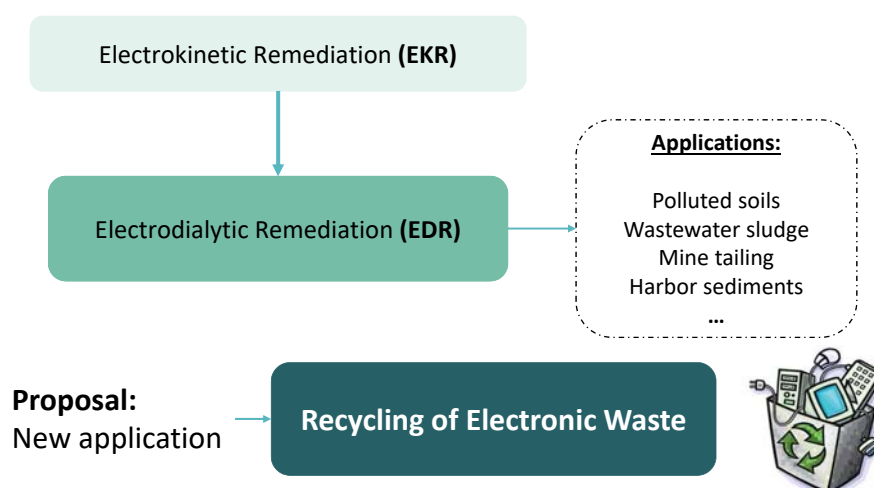 Electrokinetic Remediation (EKR)
Electrodialytic Remediation (EDR)
Applications:
Polluted soils
Wastewater sludge
Mine tailing
Harbor sediments
...
Proposal:
New application
Recycling of Electronic Waste